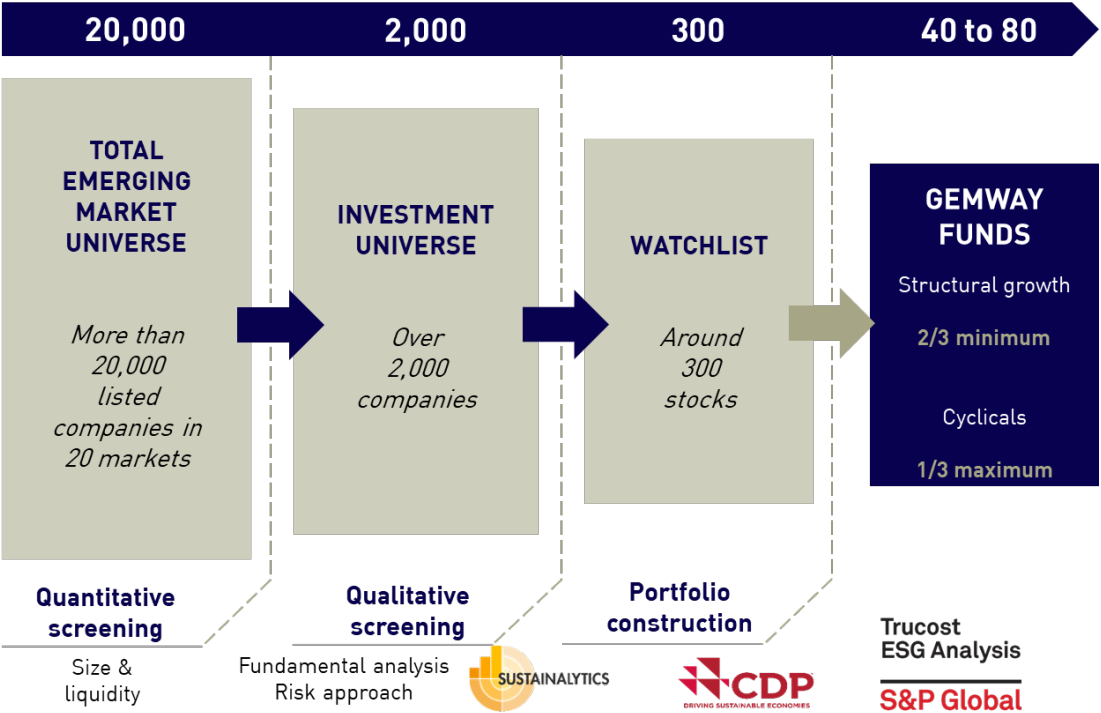 20,000
2,000
300
40 to 80
TOTAL
EMERGING
MARKET
UNIVERSE
More than
20,000
listed
companies in
20 markets
INVESTMENT
UNIVERSE
Over
2,000
companies
WATCHLIST
Around
300
stocks
GEMWAY
FUNDS
Structural growth
2/3 minimum
Cyclicals
1/3 maximum
Quantitative
screening
Size &
liquidity
Qualitative
screening
Fundamental analysis
Risk approach
SUSTAINALYTICS
Portfolio
construction
CDP
DRIVING SUSTAINABLE ECONOMIES
Trucost
ESG Analysis
S&P Global